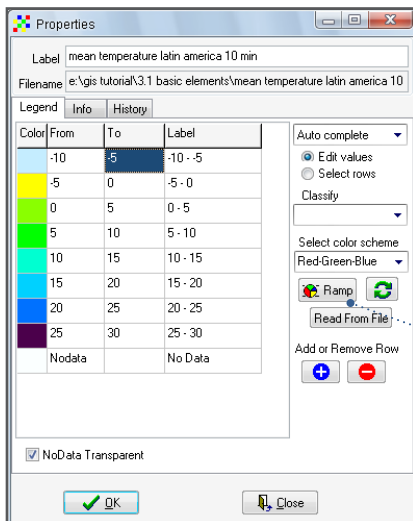 Properties
Label mean temperature latin america 10 min
Filename e:\gis tutorial\3.1 basic elements\mean temperature latin america 10
Legend Info History
Color From To Label
-10 -5 -10 - -5
-5 0 -5 - 0
0 5 0 - 5
5 10 5 - 10
10 15 10 - 15
15 20 15 - 20
20 25 20 - 25
25 30 25 - 30
Nodata No Data
Auto complete
Edit values
Select rows
Classify
Select color scheme
Red-Green-Blue
Ramp
Read From File
Add or Remove Row
NoData Transparent
OK Close